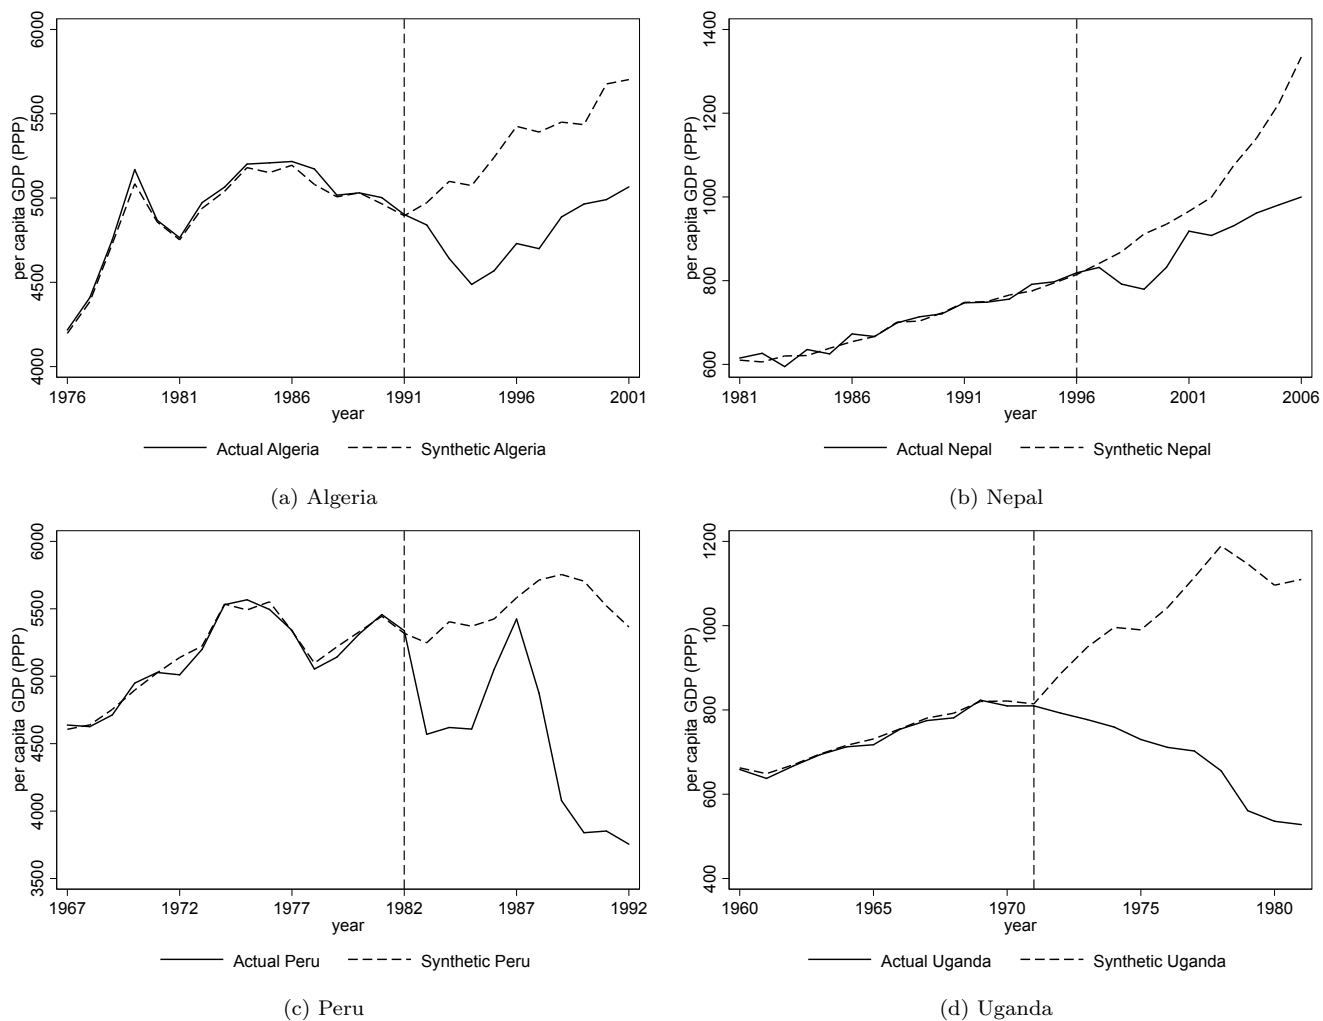 per capita GDP (PPP)
6000
5500
5000
4500
4000
1976 1981 1986 1991 1996 2001
year
Actual Algeria Synthetic Algeria
(a) Algeria
per capita GDP (PPP)
1400
1200
1000
800
600
1981 1986 1991 1996 2001 2006
year
Actual Nepal Synthetic Nepal
(b) Nepal
per capita GDP (PPP)
6000
5500
5000
4500
4000
3500
1967 1972 1977 1982 1987 1992
year
Actual Peru Synthetic Peru
(c) Peru
per capita GDP (PPP)
1200
1000
800
600
400
1960 1965 1970 1975 1980
year
Actual Uganda Synthetic Uganda
(d) Uganda